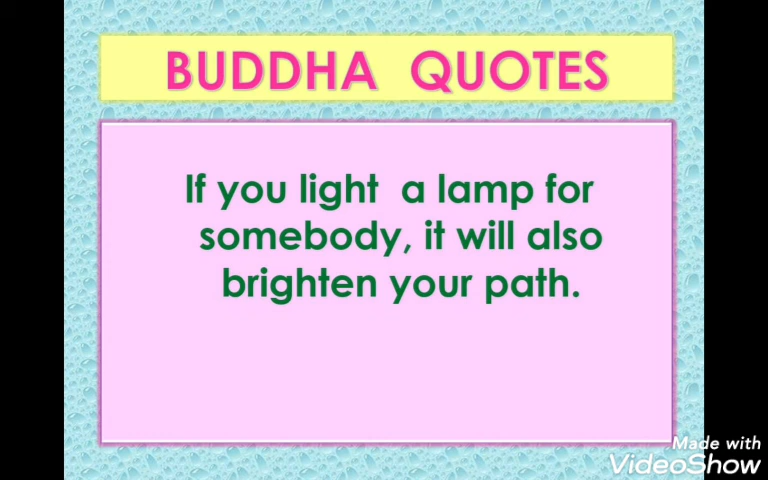 BUDDHA QUOTES
If you light a lamp for
somebody, it will also
brighten your path.
Made with
VideoShow